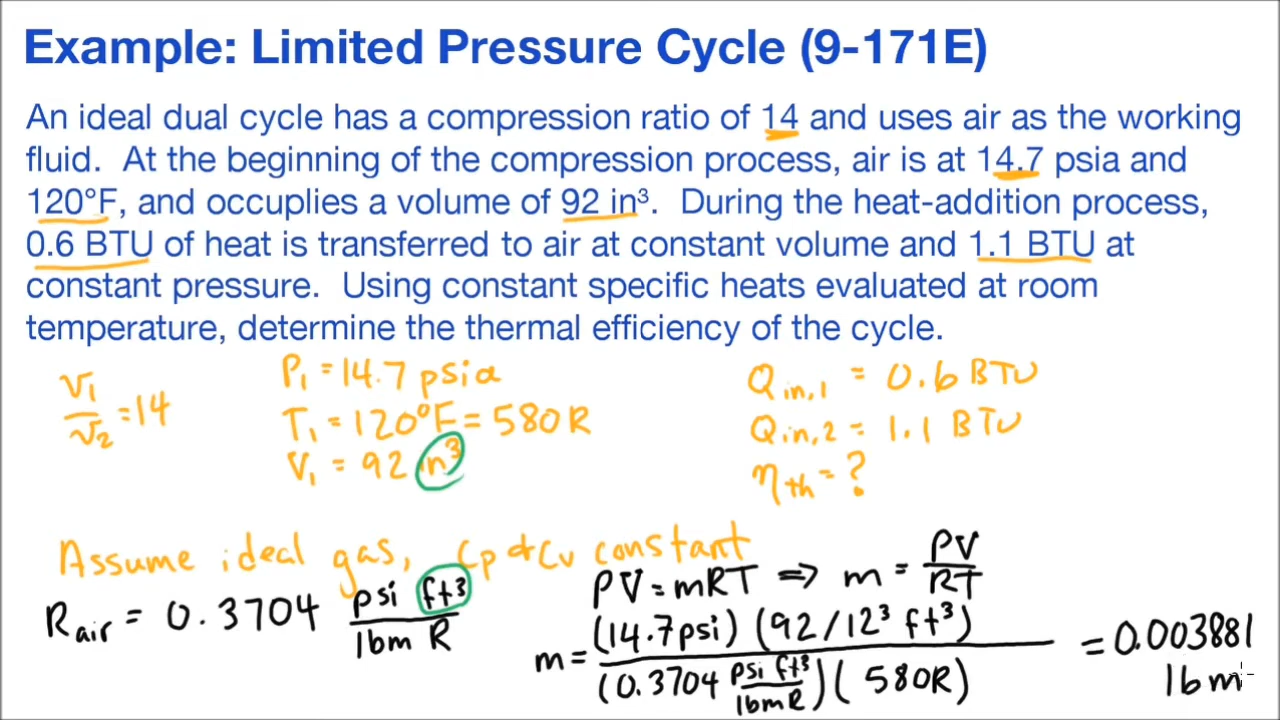 Example: Limited Pressure Cycle (9-171E)
An ideal dual cycle has a compression ratio of 14 and uses air as the working
fluid. At the beginning of the compression process, air is at 14.7 psia and
120°F, and occuplies a volume of 92 in³. During the heat-addition process,
0.6 BTU of heat is transferred to air at constant volume and 1.1 BTU at
constant pressure. Using constant specific heats evaluated at room
temperature, determine the thermal efficiency of the cycle.
v₁/v₂ = 14
P₁ = 14.7 psia
T₁ = 120°F = 580 R
V₁ = 92 in³
Qin,1 = 0.6 BTU
Qin,2 = 1.1 BTU
ηth = ?
Assume ideal gas, Cp & Cv constant
Rair = 0.3704 psi ft³ / lbm R
PV = mRT => m = PV / RT
m = (14.7 psi) (92/12³ ft³) / (0.3704 psi ft³ / lbm R) (580R) = 0.003881 lbm